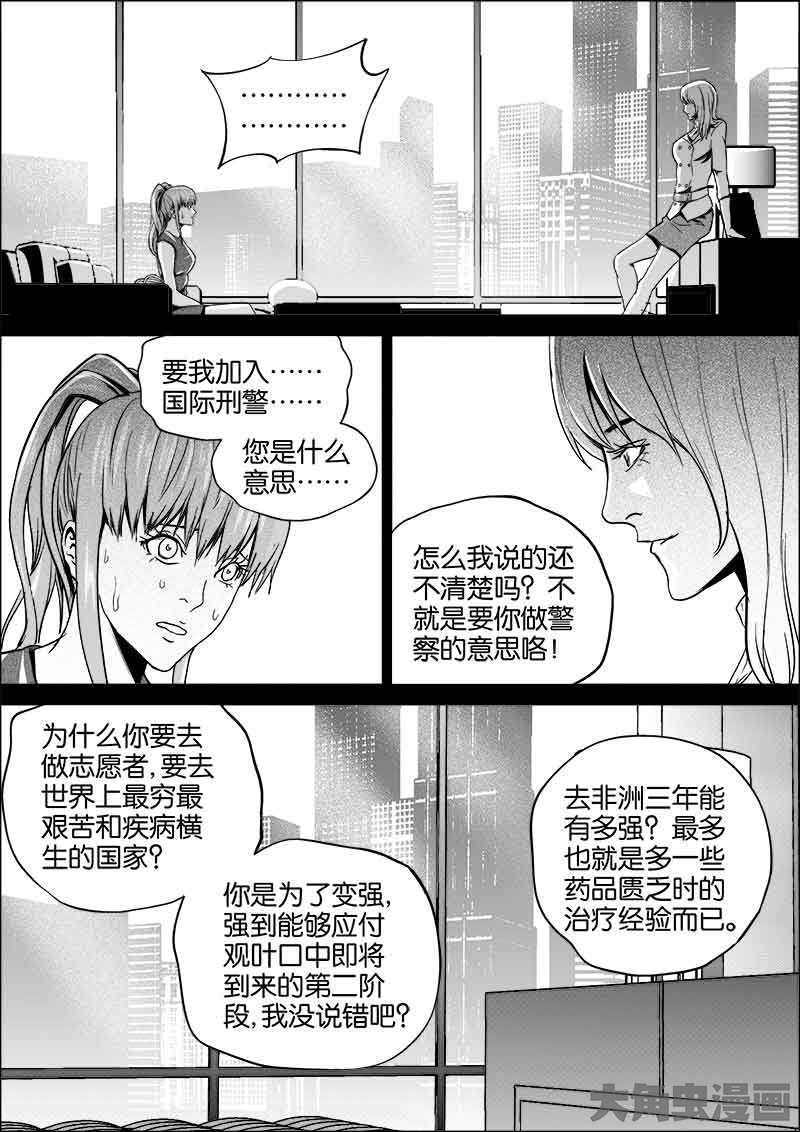 …………
…………
要我加入……
国际刑警……
您是什么
意思……
怎么我说的还
不清楚吗？不
就是要你做警
察的意思咯！
为什么你要去
做志愿者，要去
世界上最穷最
艰苦和疾病横
生的国家？
你是为了变强，
强到能够应付
观叶口中即将
到来的第二阶
段，我没说错吧？
去非洲三年能
有多强？最多
也就是多一些
药品匮乏时的
治疗经验而已。
大角虫漫画